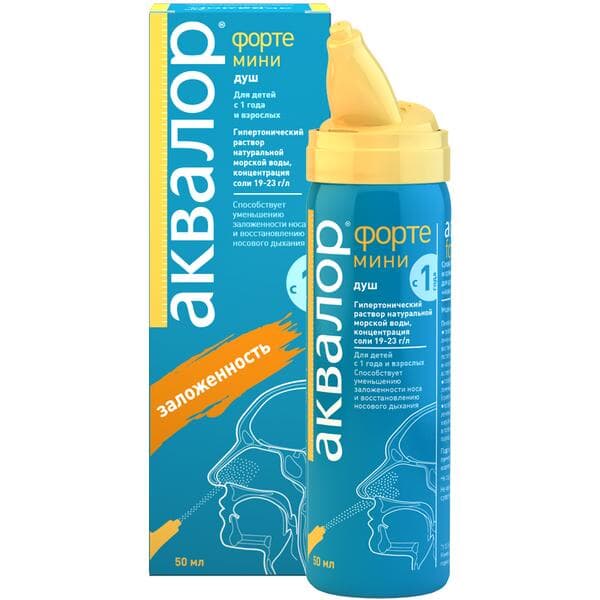 аквалор®
форте
мини
душ
Для детей
с 1 года
и взрослых
Гипертонический
раствор
натуральной
морской воды,
концентрация
соли 19-23 г/л
Способствует
уменьшению
заложенности носа
и восстановлению
носового дыхания
с 1
заложенность
50 мл
аквалор®
форте
мини
душ
с 1 года
Гипертонический
раствор натуральной
морской воды,
концентрация
соли 19-23 г/л
Для детей
с 1 года и взрослых
Способствует
уменьшению
заложенности носа
и восстановлению
носового дыхания
50 мл